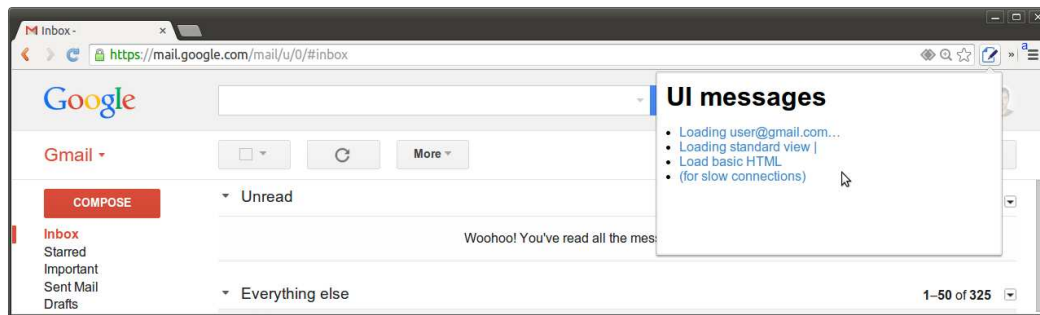 Inbox -
https://mail.google.com/mail/u/0/#inbox
a
Google
UI messages
Loading user@gmail.com…
Loading standard view |
Load basic HTML
(for slow connections)
Gmail
More
COMPOSE
Inbox
Starred
Important
Sent Mail
Drafts
Unread
Woohoo! You've read all the mess
Everything else
1–50 of 325